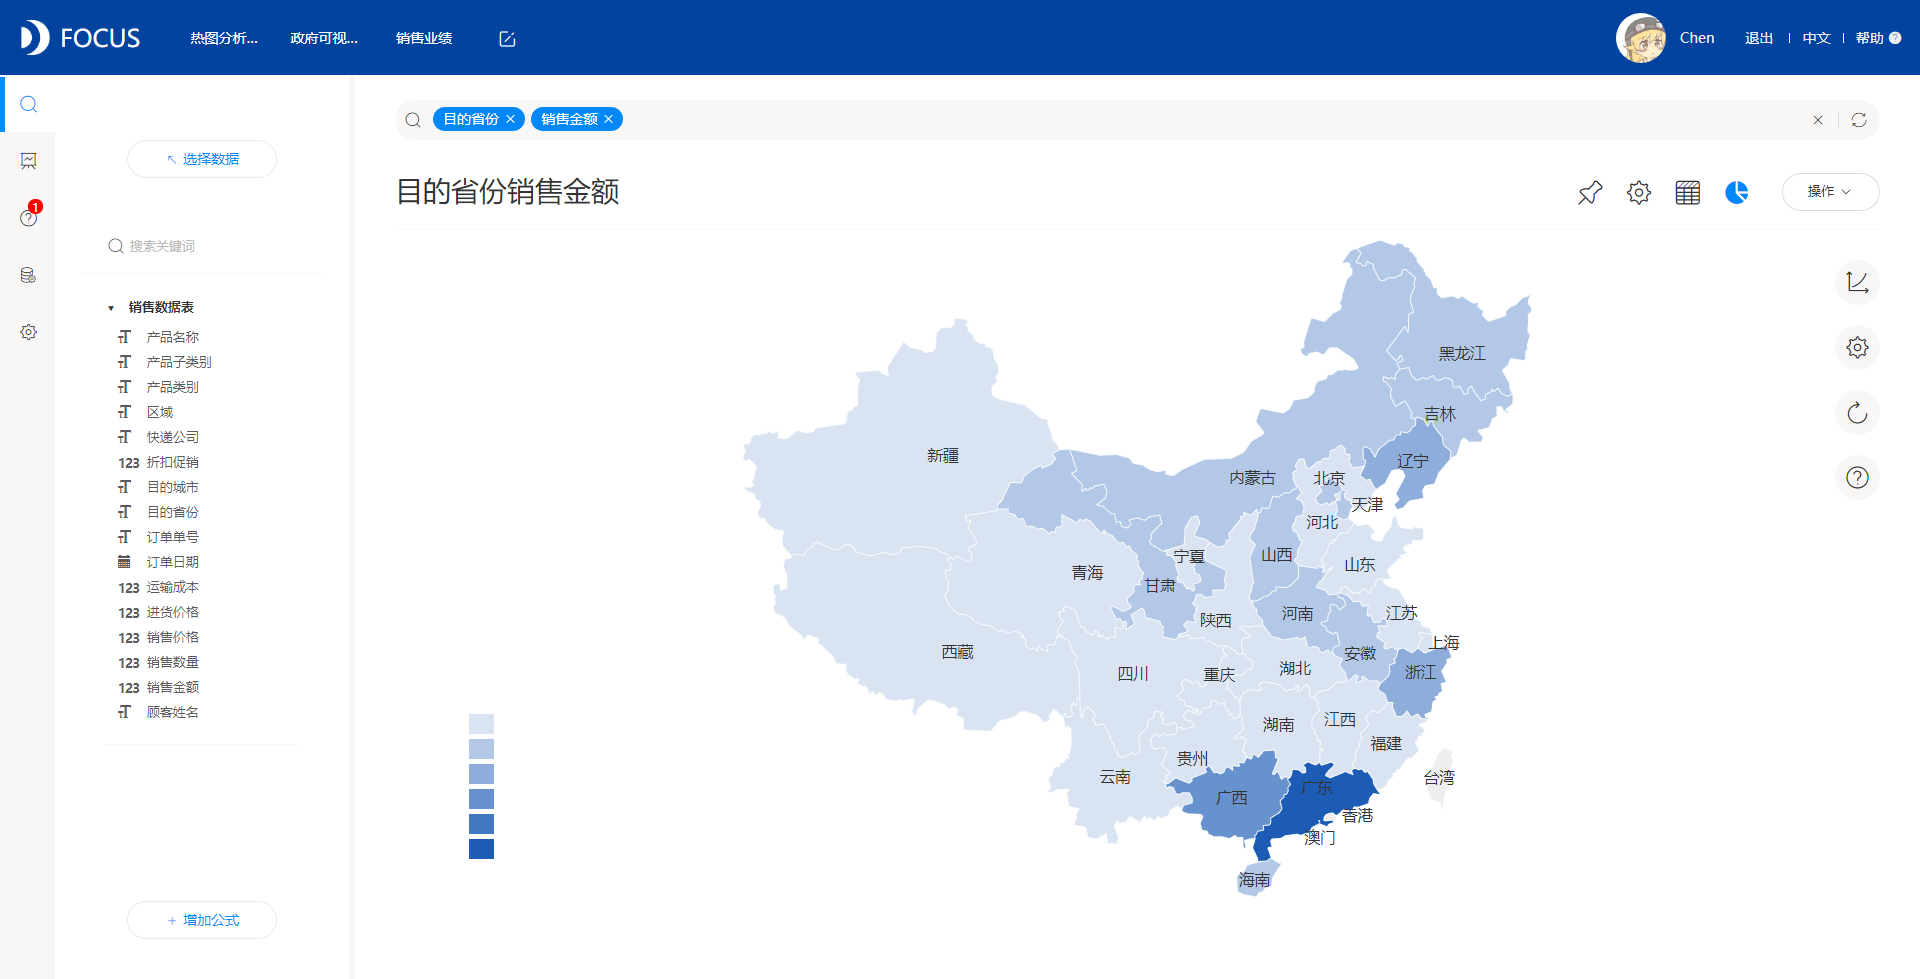 FOCUS
热图分析...
政府可视...
销售业绩
Chen
退出
中文
帮助 ?
目的省份 ×
销售金额 ×
选择数据
1
搜索关键词
目的省份销售金额
操作
销售数据表
T 产品名称
T 产品子类别
T 产品类别
T 区域
T 快递公司
123 折扣促销
T 目的城市
T 目的省份
T 订单单号
订单日期
123 运输成本
123 进货价格
123 销售价格
123 销售数量
123 销售金额
T 顾客姓名
+ 增加公式
黑龙江
吉林
辽宁
新疆
内蒙古
北京
天津
河北
山西
宁夏
山东
青海
甘肃
河南
江苏
陕西
上海
西藏
安徽
四川
重庆
湖北
浙江
湖南
江西
福建
贵州
云南
台湾
广西
广东
香港
澳门
海南